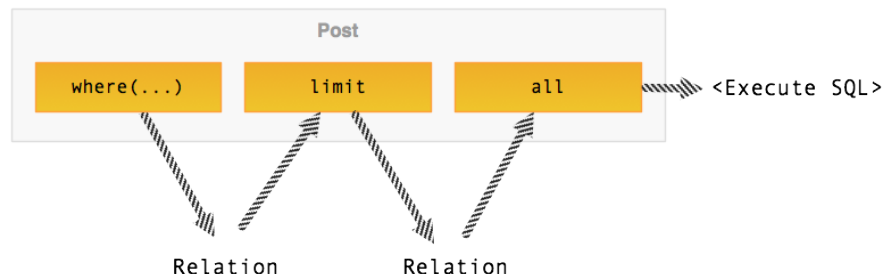 Post
where(...)
limit
all
<Execute SQL>
Relation
Relation